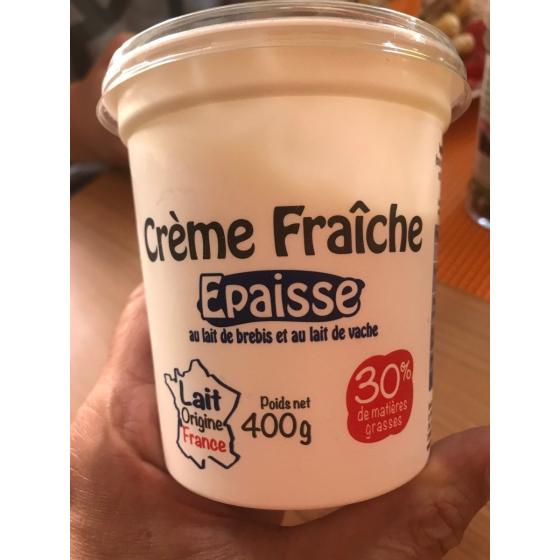 Crème Fraîche
Epaisse
au lait de brebis et au lait de vache
Lait
Origine
France
Poids net
400g
30%
de matières
grasses